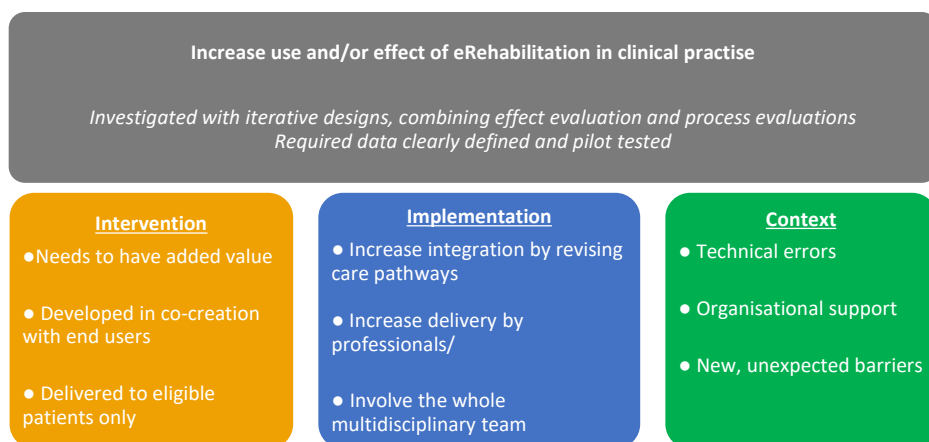 Increase use and/or effect of eRehabilitation in clinical practise
Investigated with iterative designs, combining effect evaluation and process evaluations
Required data clearly defined and pilot tested
Intervention
●Needs to have added value
● Developed in co-creation
with end users
● Delivered to eligible
patients only
Implementation
● Increase integration by revising
care pathways
● Increase delivery by
professionals/
● Involve the whole
multidisciplinary team
Context
● Technical errors
● Organisational support
● New, unexpected barriers